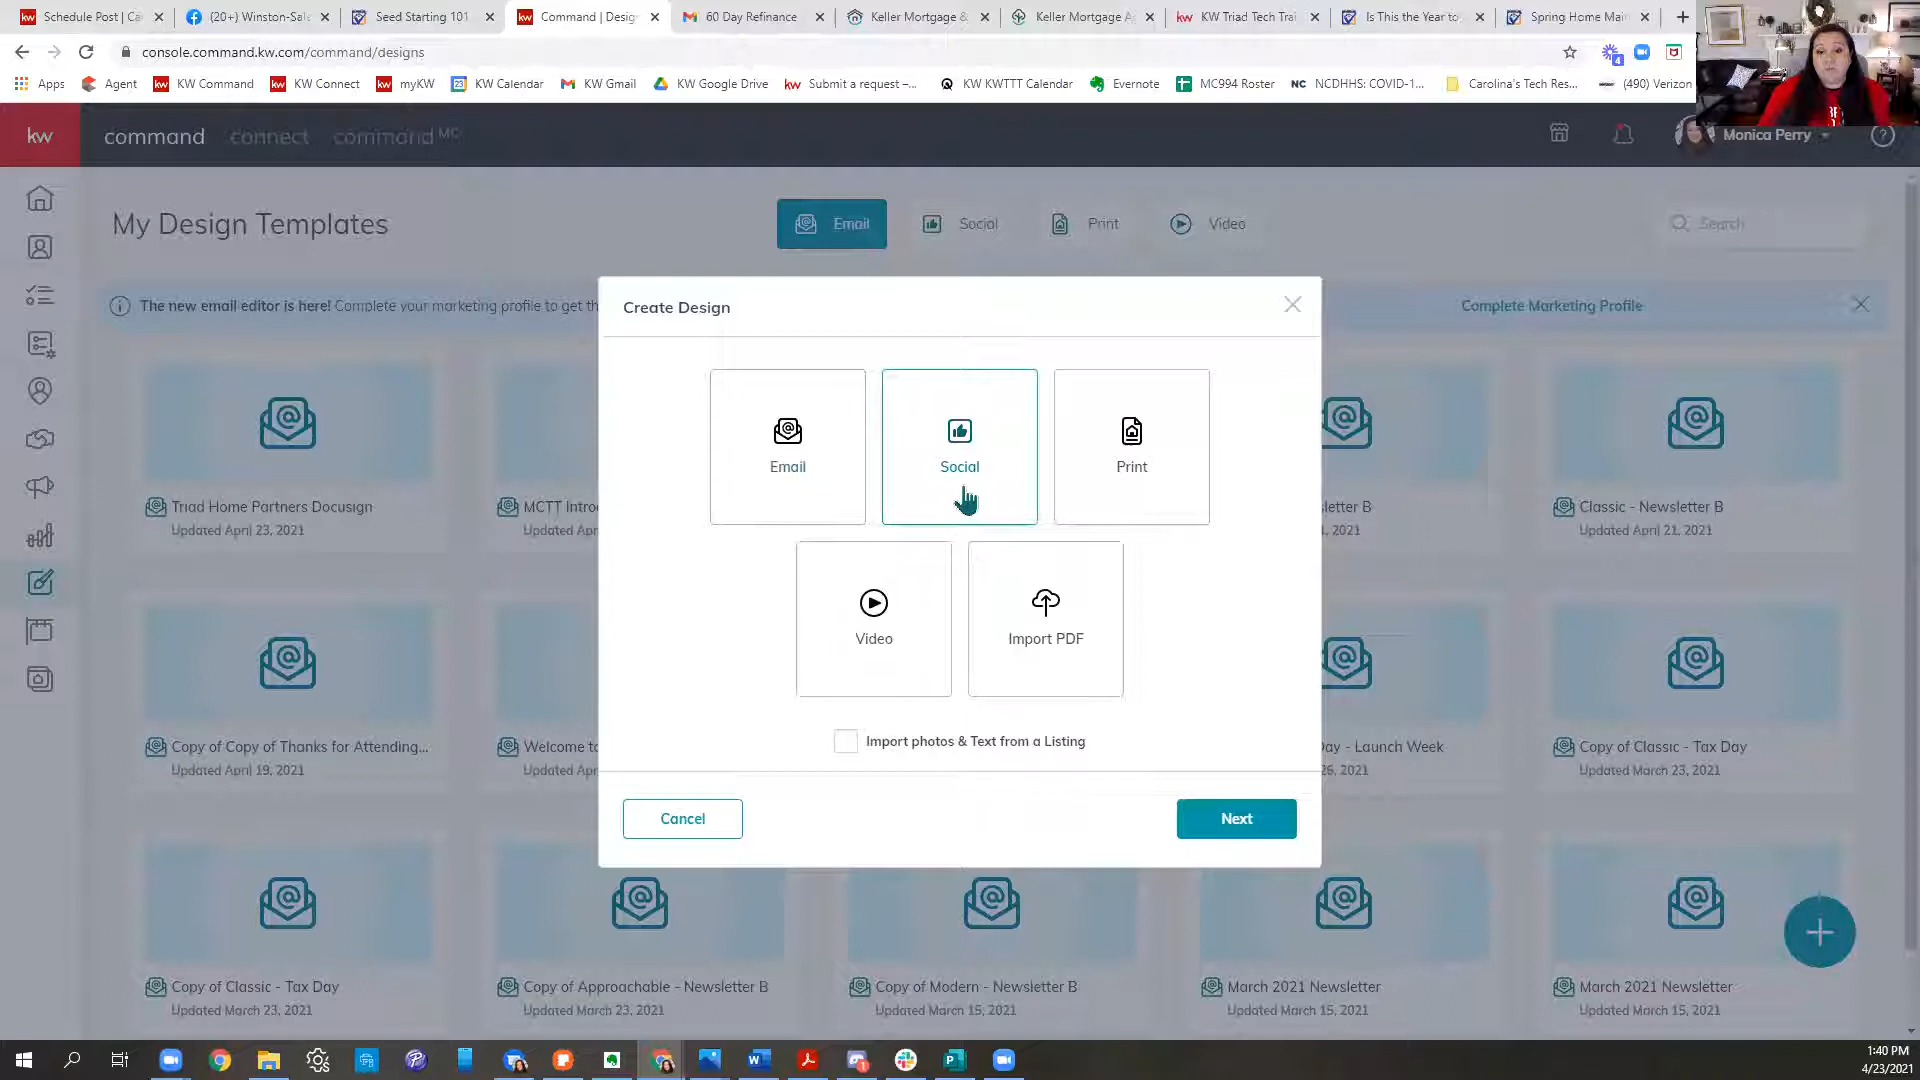 Schedule Post | Ca
(20+) Winston-Sal
Seed Starting 101
Command | Desig
60 Day Refinance
Keller Mortgage &
Keller Mortgage A
KW Triad Tech Trai
Is This the Year to
Spring Home Mai
console.command.kw.com/command/designs
4
Apps
Agent
KW Command
KW Connect
myKW
KW Calendar
KW Gmail
KW Google Drive
Submit a request –...
KW KWTTT Calendar
Evernote
MC994 Roster
NC NCDHHS: COVID-1...
Carolina's Tech Res...
(490) Verizon
kw
command
connect
command MC
Monica Perry
My Design Templates
Email
Social
Print
Video
Search
The new email editor is here! Complete your marketing profile to get th
Complete Marketing Profile
Create Design
Email
Social
Print
Video
Import PDF
Import photos & Text from a Listing
Cancel
Next
Triad Home Partners Docusign
Updated April 23, 2021
MCTT Intro
Classic - Newsletter B
Updated April 21, 2021
Copy of Copy of Thanks for Attending...
Updated April 19, 2021
Welcome to
Updated Apr
ay - Launch Week
26, 2021
Copy of Classic - Tax Day
Updated March 23, 2021
Copy of Classic - Tax Day
Updated March 23, 2021
Copy of Approachable - Newsletter B
Updated March 23, 2021
Copy of Modern - Newsletter B
Updated March 15, 2021
March 2021 Newsletter
Updated March 15, 2021
March 2021 Newsletter
Updated March 15, 2021
1:40 PM
4/23/2021